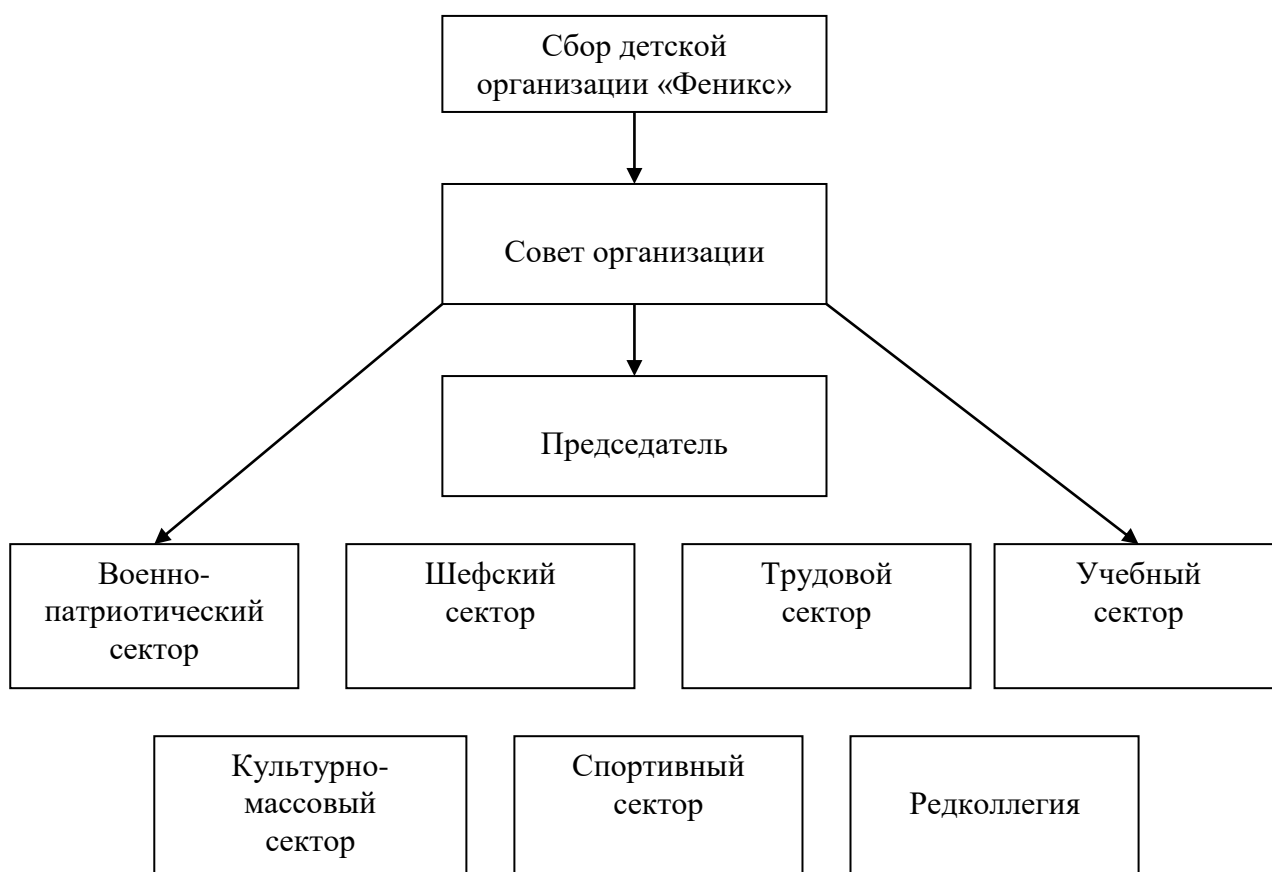 Сбор детской
организации «Феникс»
Совет организации
Председатель
Военно-
патриотический
сектор
Шефский
сектор
Трудовой
сектор
Учебный
сектор
Культурно-
массовый
сектор
Спортивный
сектор
Редколлегия